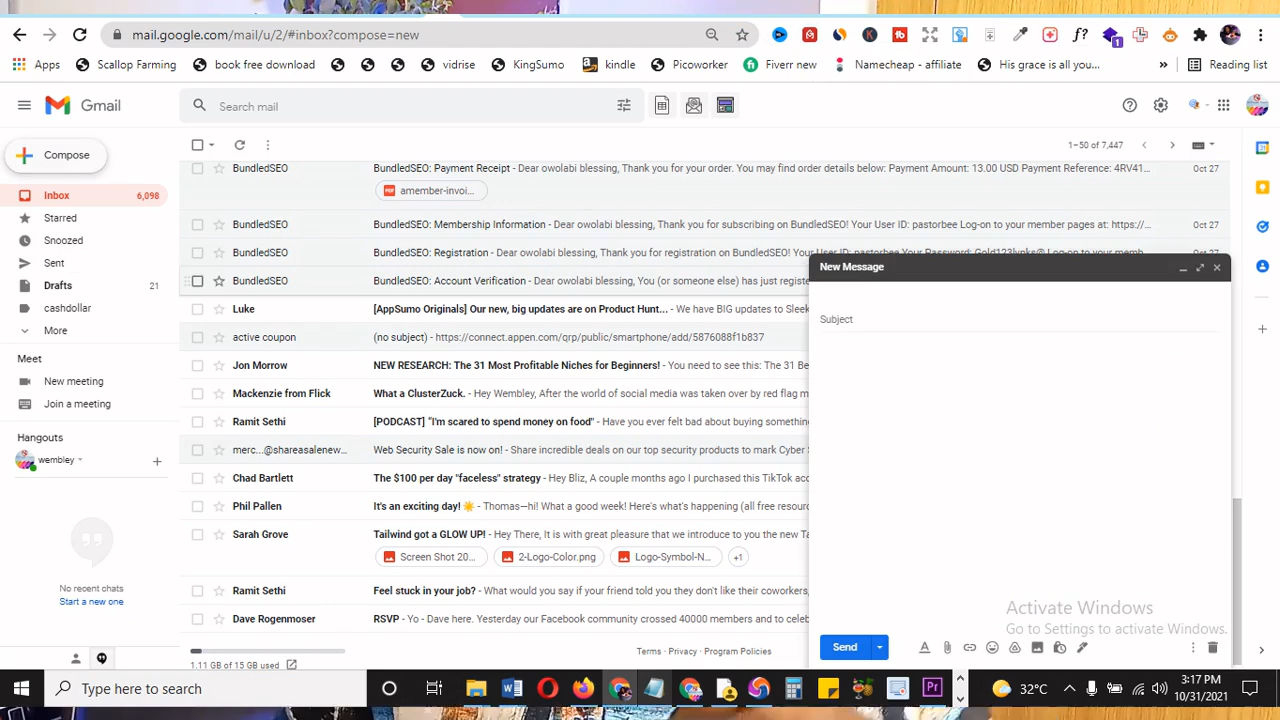 mail.google.com/mail/u/2/#inbox?compose=new
Apps
Scallop Farming
book free download
vidrise
KingSumo
kindle
Picoworker
Fiverr new
Namecheap - affiliate
His grace is all you...
»
Reading list
Gmail
Search mail
Compose
1–50 of 7,447
Inbox 6,098
Starred
Snoozed
Sent
Drafts 21
cashdollar
More
Meet
New meeting
Join a meeting
Hangouts
wembley
No recent chats
Start a new one
BundledSEO BundledSEO: Payment Receipt - Dear owolabi blessing, Thank you for your order. You may find order details below: Payment Amount: 13.00 USD Payment Reference: 4RV41... Oct 27
amember-invoi...
BundledSEO BundledSEO: Membership Information - Dear owolabi blessing, Thank you for subscribing on BundledSEO! Your User ID: pastorbee Log-on to your member pages at: https://... Oct 27
BundledSEO BundledSEO: Registration - Dear owolabi blessing, Thank you for registration on BundledSEO! Your User ID: pastorbee Your Password: Gold123lynks@ Log-on to your memb... Oct 27
BundledSEO BundledSEO: Account Verification - Dear owolabi blessing, You (or someone else) has just registe
Luke [AppSumo Originals] Our new, big updates are on Product Hunt... - We have BIG updates to Sleek
active coupon (no subject) - https://connect.appen.com/qrp/public/smartphone/add/5876088f1b837
Jon Morrow NEW RESEARCH: The 31 Most Profitable Niches for Beginners! - You need to see this: The 31 Be
Mackenzie from Flick What a ClusterZuck. - Hey Wembley, After the world of social media was taken over by red flag m
Ramit Sethi [PODCAST] “I'm scared to spend money on food" - Have you ever felt bad about buying something
merc...@shareasalenew... Web Security Sale is now on! - Share incredible deals on our top security products to mark Cyber S
Chad Bartlett The $100 per day "faceless" strategy - Hey Bliz, A couple months ago I purchased this TikTok acc
Phil Pallen It's an exciting day! ☀️ - Thomas—hi! What a good week! Here's what's happening (all free resourc
Sarah Grove Tailwind got a GLOW UP! - Hey There, It is with great pleasure that we introduce to you the new Ta
Screen Shot 20...
2-Logo-Color.png
Logo-Symbol-N...
+1
Ramit Sethi Feel stuck in your job? - What would you say if your friend told you they don't like their coworkers,
Dave Rogenmoser RSVP - Yo - Dave here. Yesterday our Facebook community crossed 40000 members and to celeb
1.11 GB of 15 GB used
Terms · Privacy · Program Policies
New Message
Subject
Send
Activate Windows
Go to Settings to activate Windows.
Type here to search
32°C
3:17 PM
10/31/2021